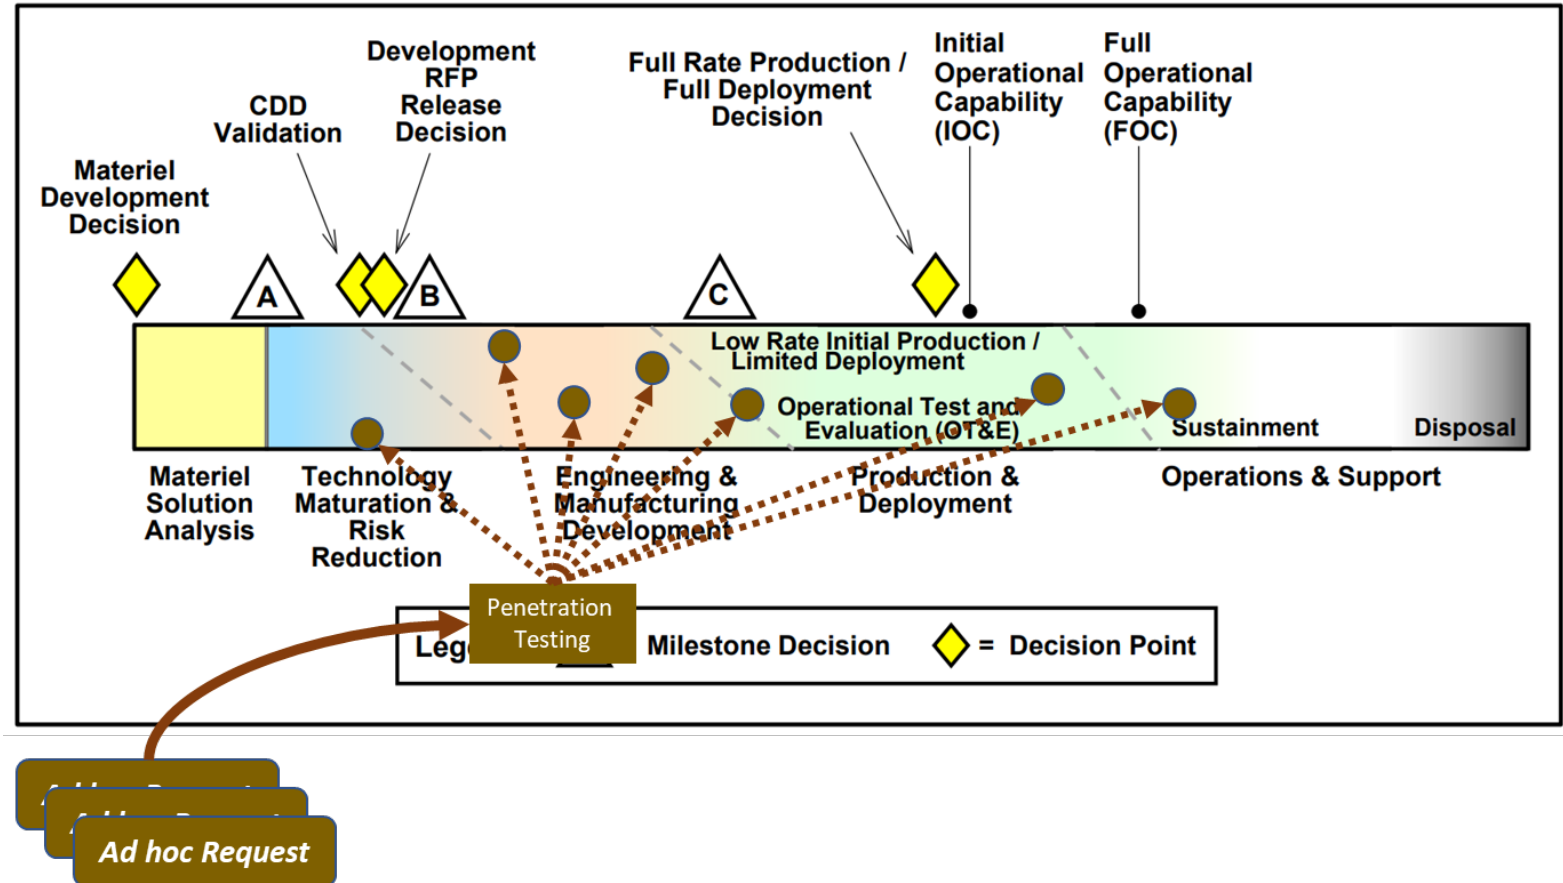 Development
RFP
Release
Decision
CDD
Validation
Materiel
Development
Decision
Full Rate Production /
Full Deployment
Decision
Initial
Operational
Capability
(IOC)
Full
Operational
Capability
(FOC)
A
B
C
Low Rate Initial Production /
Limited Deployment
Operational Test and
Evaluation (OT&E)
Sustainment
Disposal
Materiel
Solution
Analysis
Technology
Maturation &
Risk
Reduction
Engineering &
Manufacturing
Development
Production &
Deployment
Operations & Support
Penetration
Testing
Milestone Decision
= Decision Point
Ad hoc Request